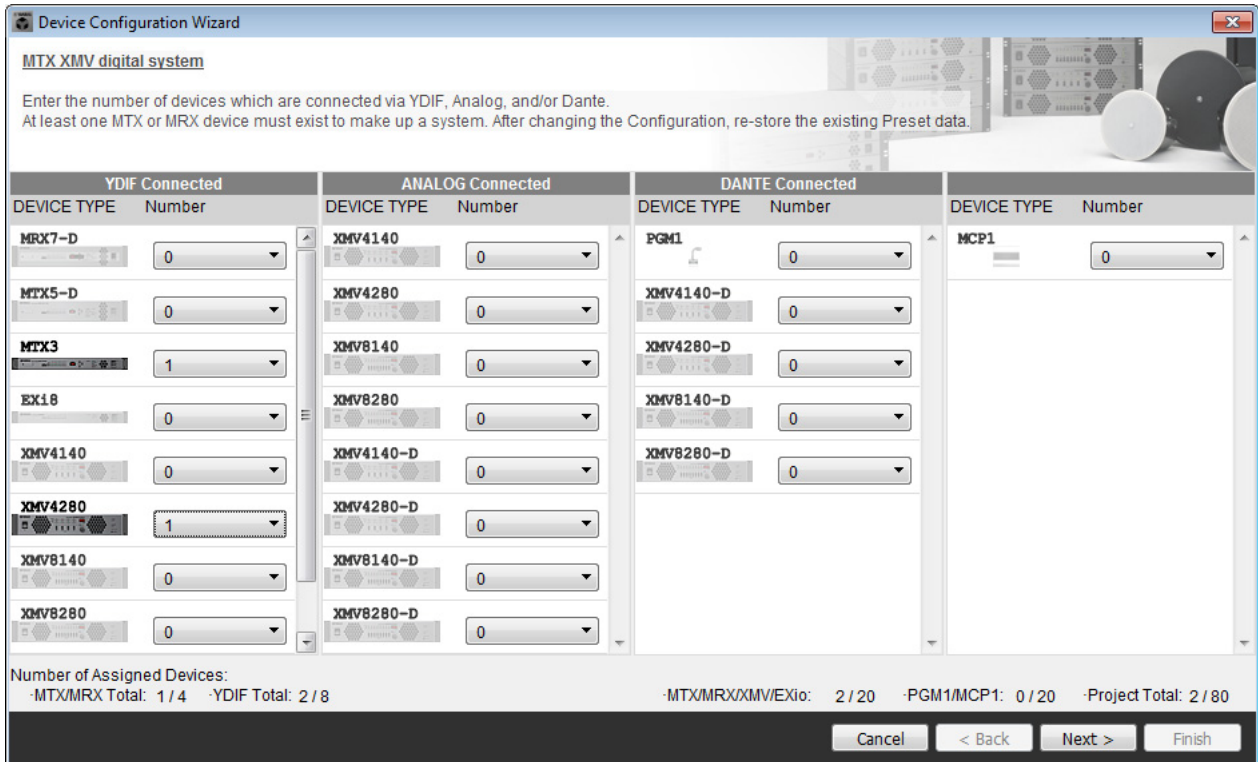 Device Configuration Wizard
MTX XMV digital system
Enter the number of devices which are connected via YDIF, Analog, and/or Dante.
At least one MTX or MRX device must exist to make up a system. After changing the Configuration, re-store the existing Preset data.
YDIF Connected ANALOG Connected DANTE Connected
DEVICE TYPE Number DEVICE TYPE Number DEVICE TYPE Number DEVICE TYPE Number
MRX7-D 0 XMV4140 0 PGM1 0 MCP1 0
MTX5-D 0 XMV4280 0 XMV4140-D 0
MTX3 1 XMV8140 0 XMV4280-D 0
EXi8 0 XMV8280 0 XMV8140-D 0
XMV4140 0 XMV4140-D 0 XMV8280-D 0
XMV4280 1 XMV4280-D 0
XMV8140 0 XMV8140-D 0
XMV8280 0 XMV8280-D 0
Number of Assigned Devices:
-MTX/MRX Total: 1 / 4 -YDIF Total: 2 / 8 -MTX/MRX/XMV/EXio: 2 / 20 -PGM1/MCP1: 0 / 20 -Project Total: 2 / 80
Cancel < Back Next > Finish